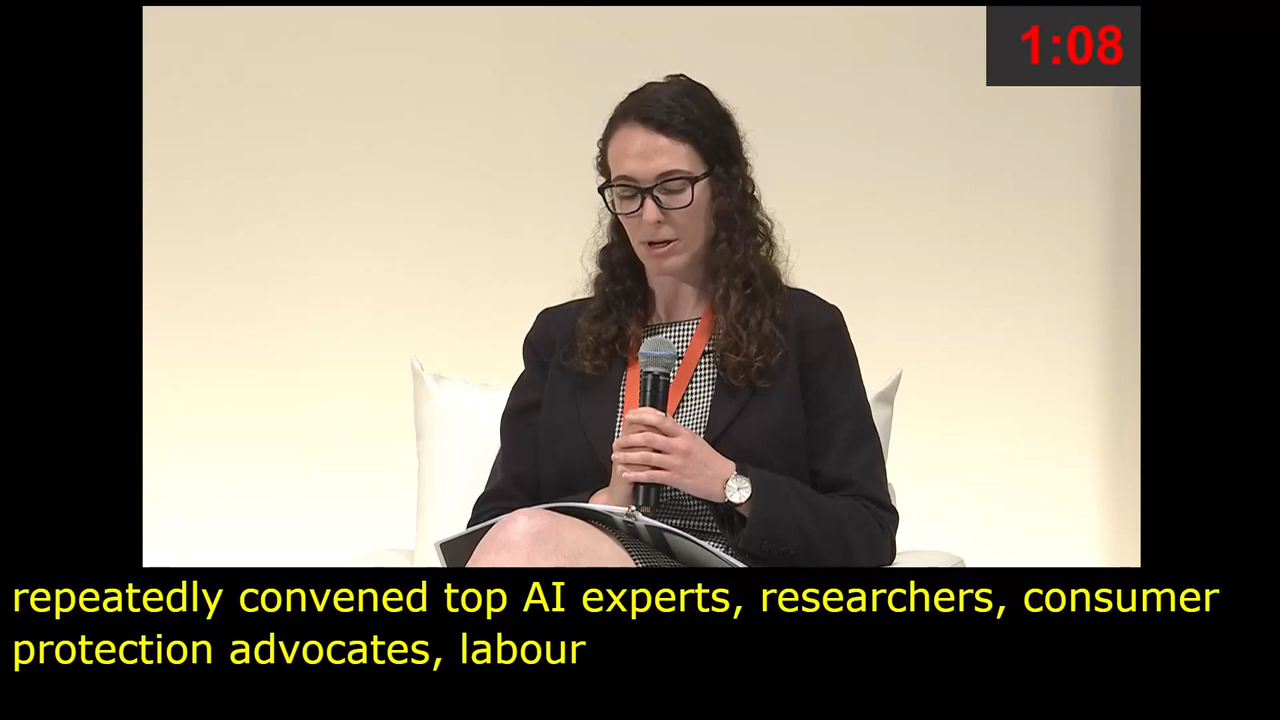 1:08
repeatedly convened top AI experts, researchers, consumer
protection advocates, labour